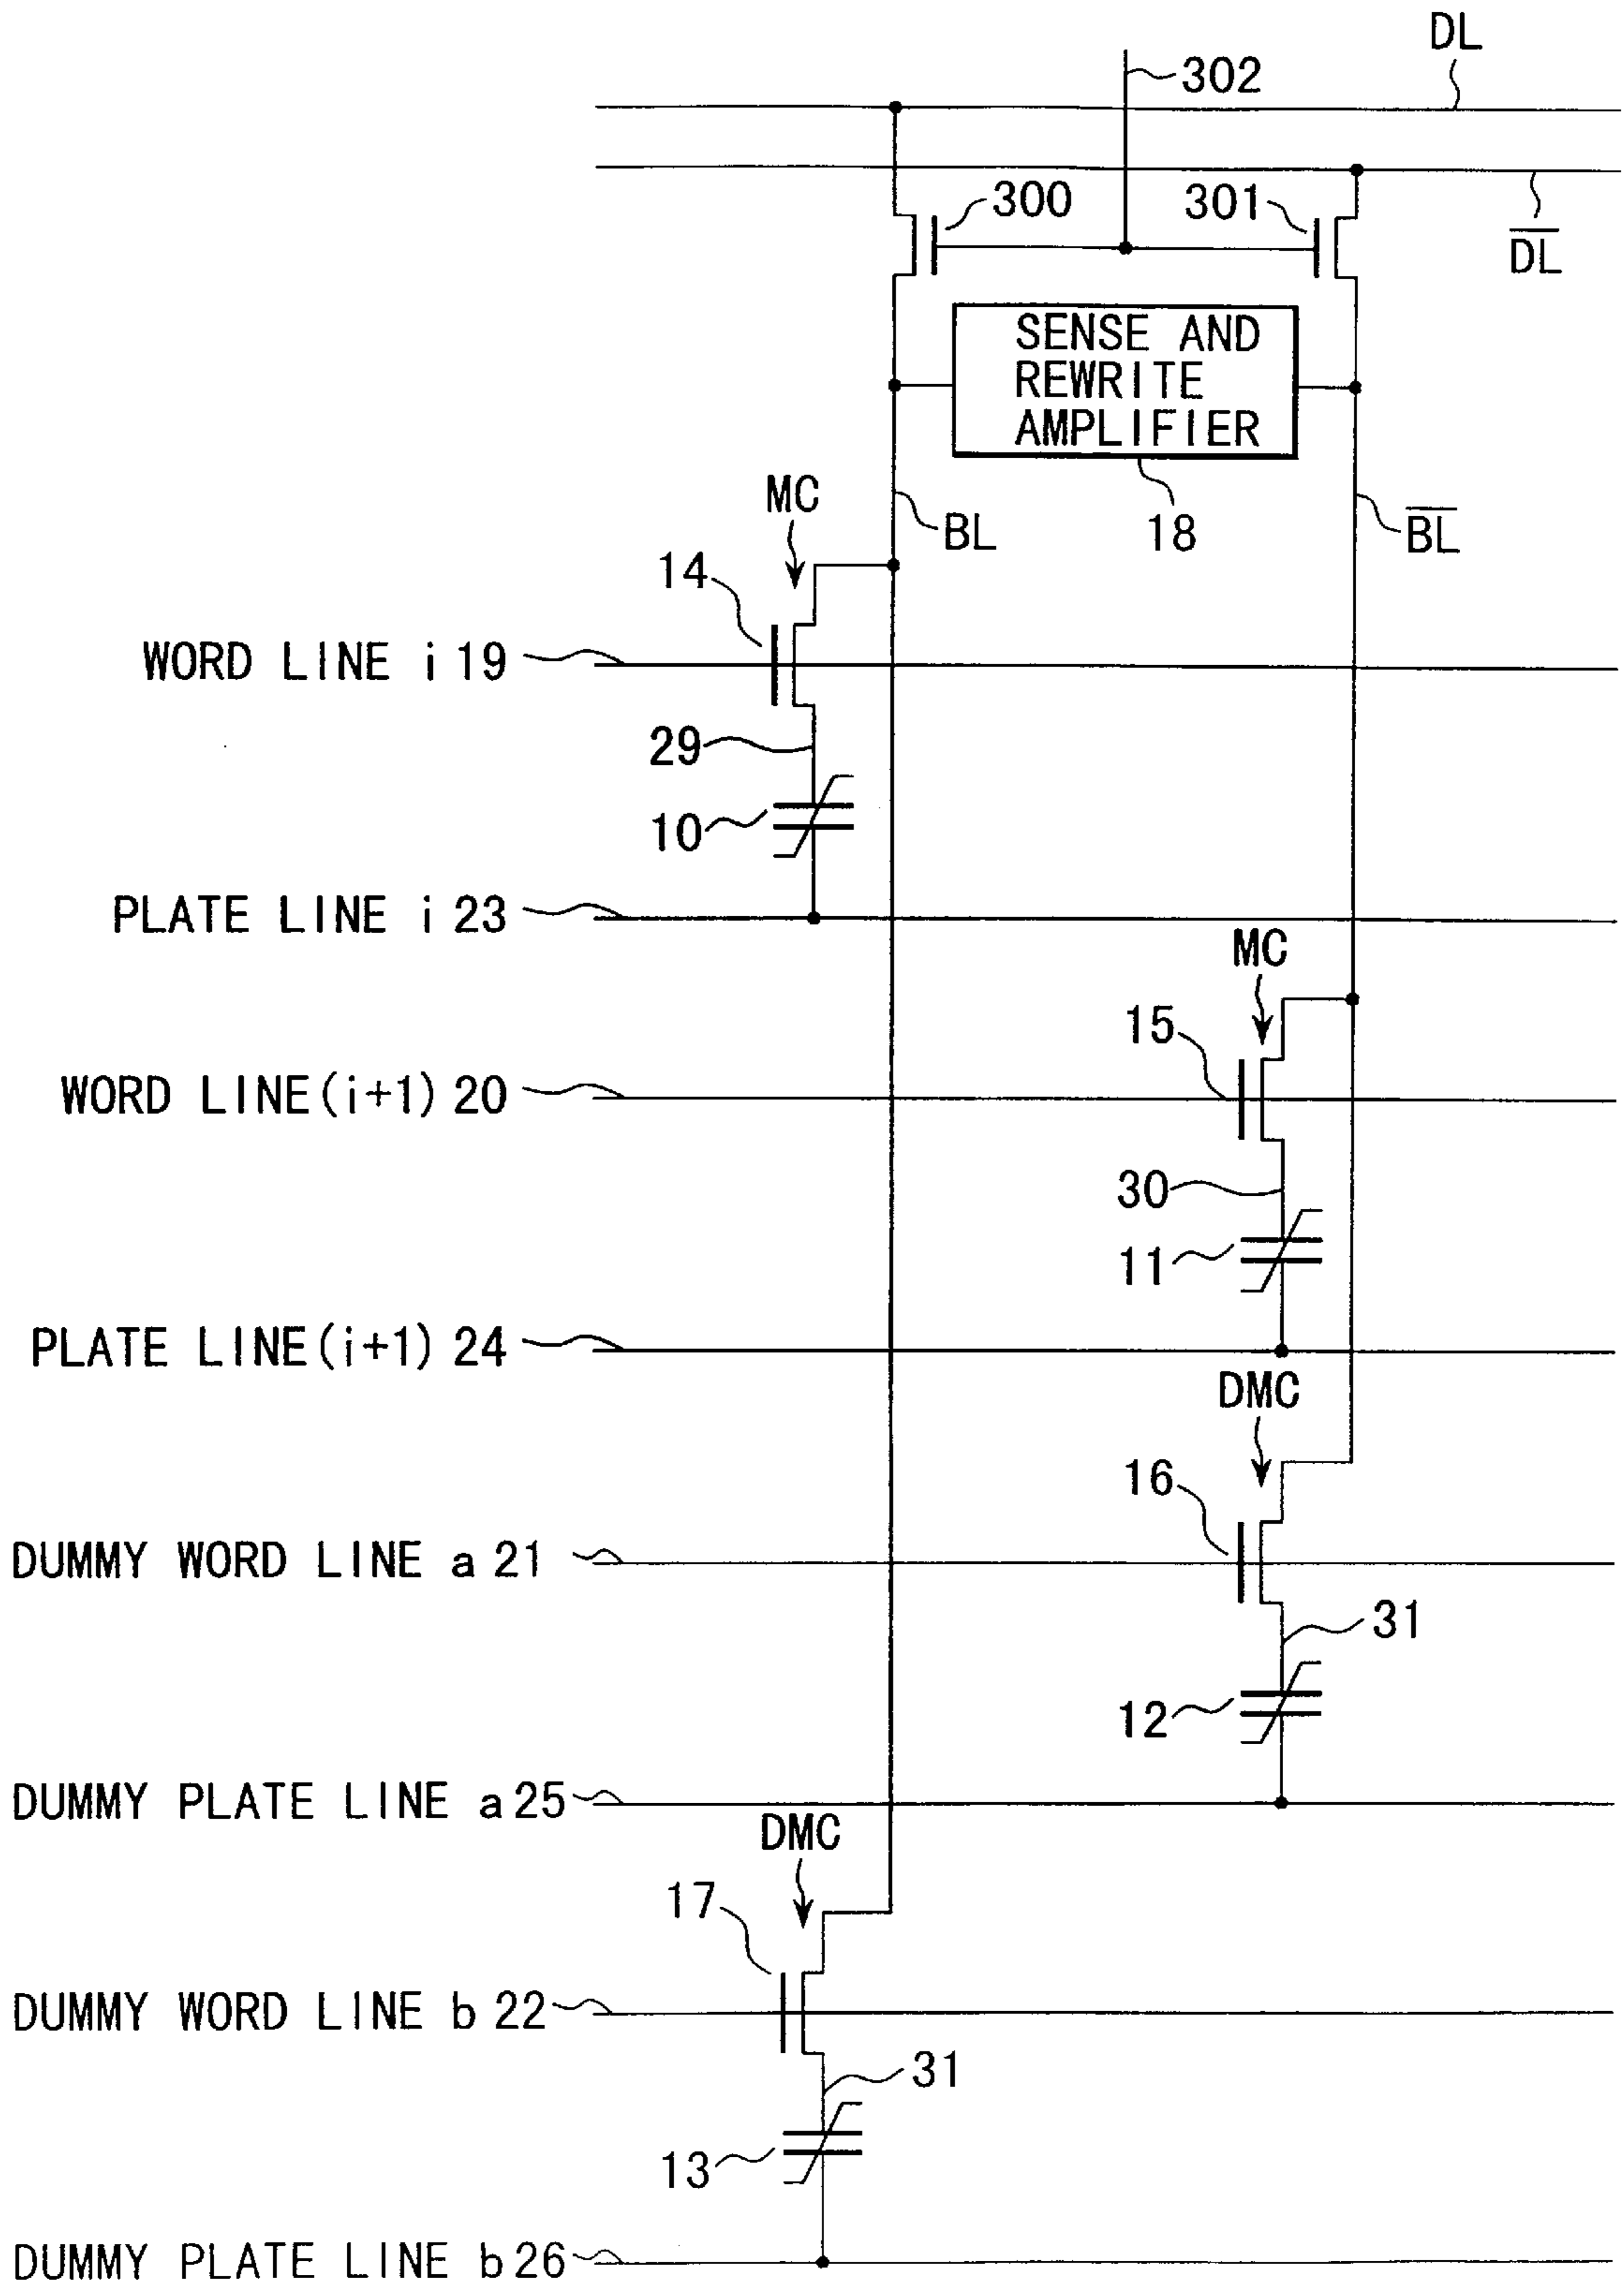 DL
302
300
301
D̅L̅
SENSE AND
REWRITE
AMPLIFIER
MC
BL
18
B̅L̅
14
WORD LINE i 19
29
10
PLATE LINE i 23
MC
15
WORD LINE(i+1) 20
30
11
PLATE LINE(i+1) 24
DMC
16
DUMMY WORD LINE a 21
31
12
DUMMY PLATE LINE a 25
DMC
17
DUMMY WORD LINE b 22
31
13
DUMMY PLATE LINE b 26